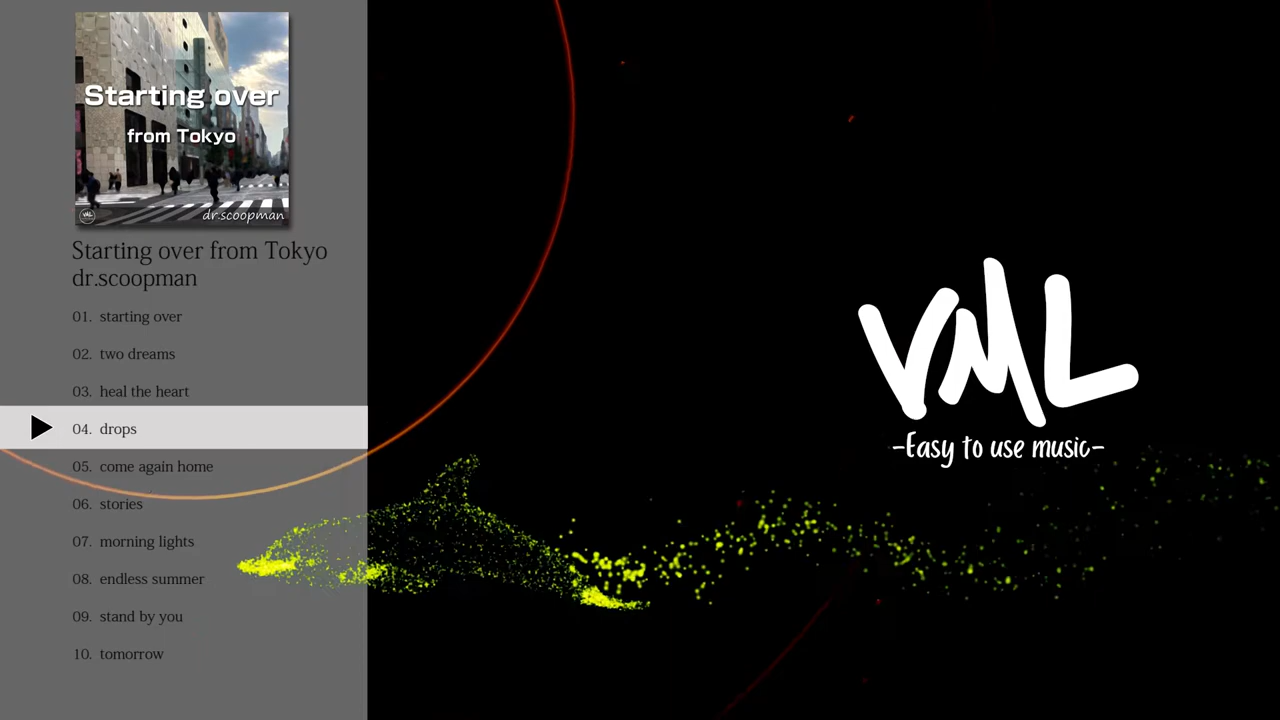 Starting over
from Tokyo
VML
dr.scoopman
Starting over from Tokyo
dr.scoopman
01. starting over
02. two dreams
03. heal the heart
04. drops
05. come again home
06. stories
07. morning lights
08. endless summer
09. stand by you
10. tomorrow
VML
-Easy to use music-